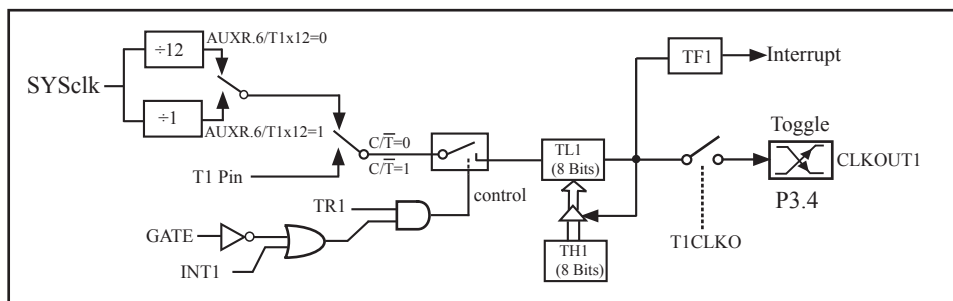 ÷12
AUXR.6/T1x12=0
SYSclk
÷1
AUXR.6/T1x12=1
T1 Pin
C/T̅=0
C/T̅=1
TR1
GATE
INT1
control
TL1
(8 Bits)
TH1
(8 Bits)
TF1
Interrupt
Toggle
CLKOUT1
P3.4
T1CLKO